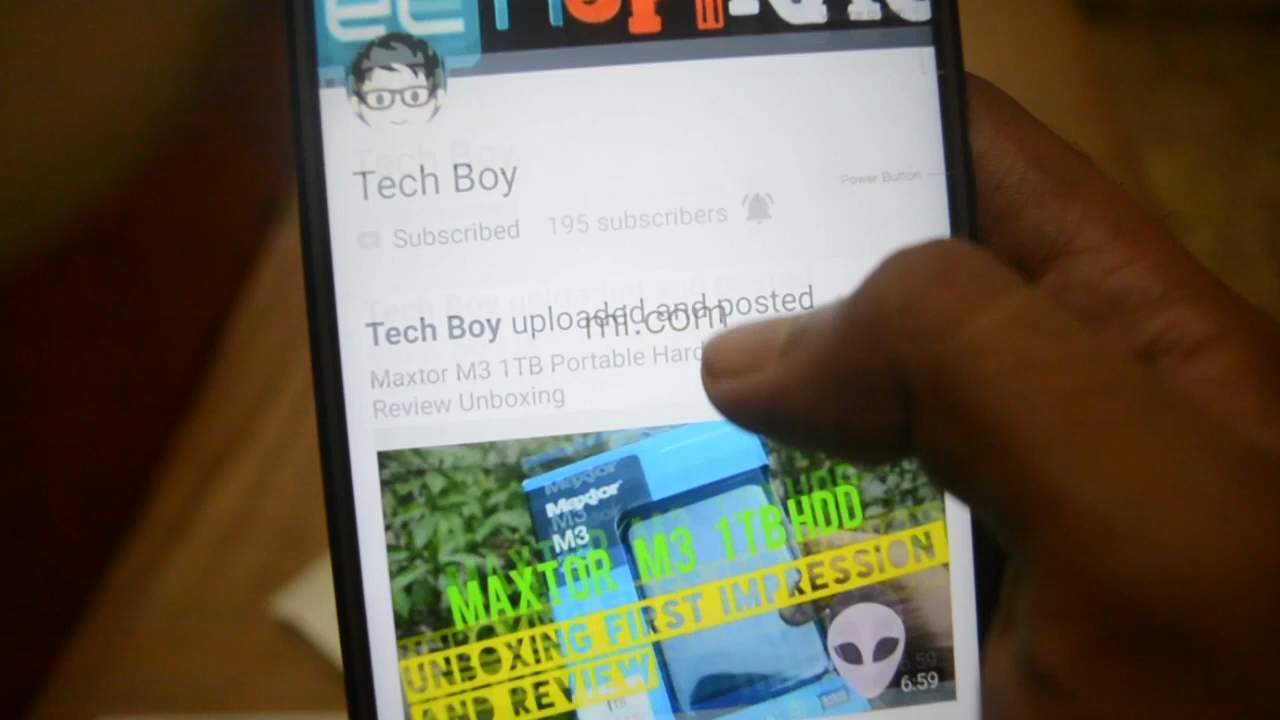 Tech Boy
Power Button
Subscribed 195 subscribers
Tech Boy uploaded and posted
mi.com
Maxtor M3 1TB Portable Hard
Review Unboxing
Maxtor
M3
MAXTOR M3 1TB HDD
UNBOXING FIRST IMPRESSION
AND REVIEW
6:59